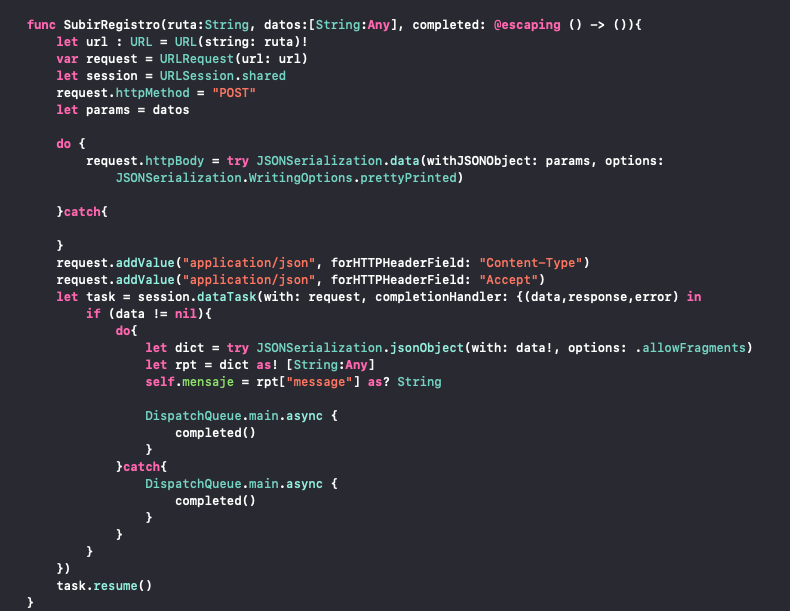 func SubirRegistro(ruta:String, datos:[String:Any], completed: @escaping () -> ()){
    let url : URL = URL(string: ruta)!
    var request = URLRequest(url: url)
    let session = URLSession.shared
    request.httpMethod = "POST"
    let params = datos

    do {
        request.httpBody = try JSONSerialization.data(withJSONObject: params, options:
            JSONSerialization.WritingOptions.prettyPrinted)

    }catch{

    }
    request.addValue("application/json", forHTTPHeaderField: "Content-Type")
    request.addValue("application/json", forHTTPHeaderField: "Accept")
    let task = session.dataTask(with: request, completionHandler: {(data,response,error) in
        if (data != nil){
            do{
                let dict = try JSONSerialization.jsonObject(with: data!, options: .allowFragments)
                let rpt = dict as! [String:Any]
                self.mensaje = rpt["message"] as? String

                DispatchQueue.main.async {
                    completed()
                }
            }catch{
                DispatchQueue.main.async {
                    completed()
                }
            }
        }
    })
    task.resume()
}